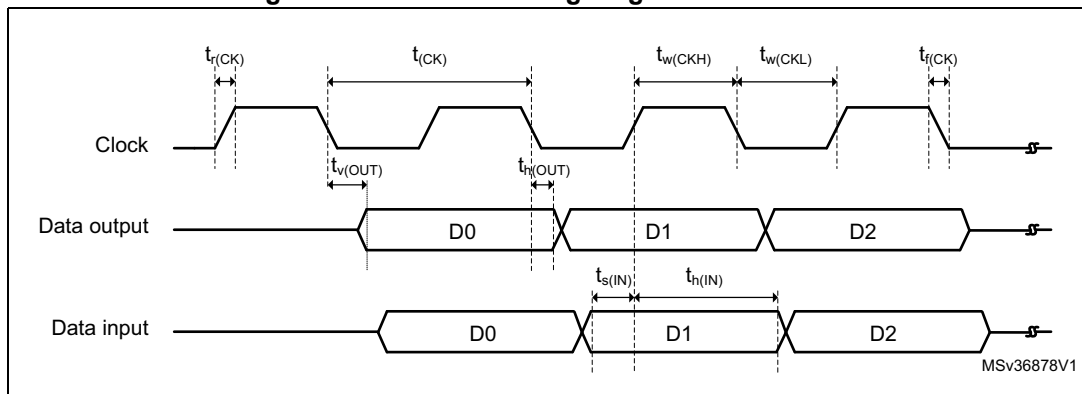 tr(CK) t(CK) tw(CKH) tw(CKL) tf(CK)
Clock
tv(OUT) th(OUT)
Data output D0 D1 D2
ts(IN) th(IN)
Data input D0 D1 D2
MSv36878V1